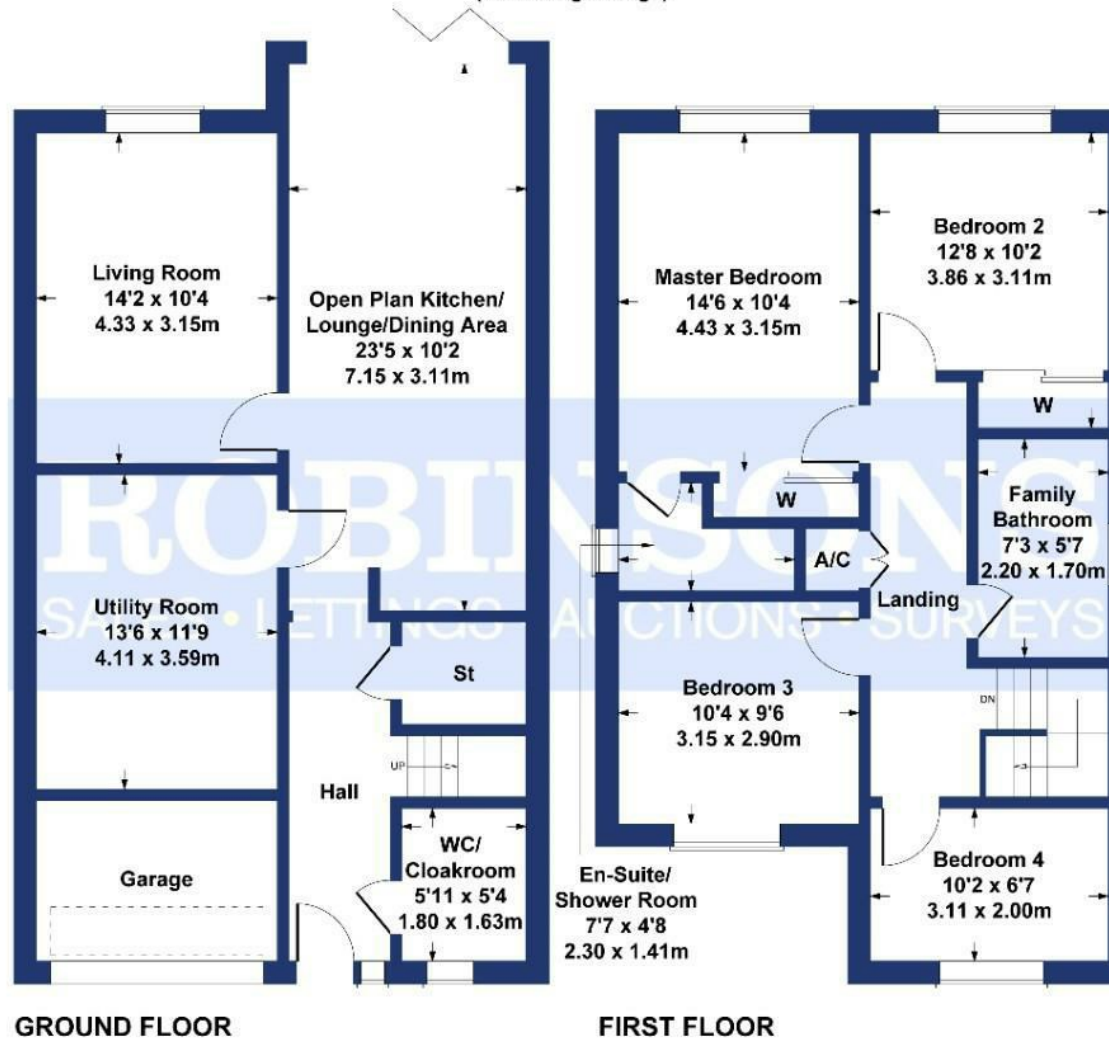 Living Room
14'2 x 10'4
4.33 x 3.15m
Open Plan Kitchen/
Lounge/Dining Area
23'5 x 10'2
7.15 x 3.11m
Utility Room
13'6 x 11'9
4.11 x 3.59m
St
UP
Hall
Garage
WC/
Cloakroom
5'11 x 5'4
1.80 x 1.63m
GROUND FLOOR
Master Bedroom
14'6 x 10'4
4.43 x 3.15m
Bedroom 2
12'8 x 10'2
3.86 x 3.11m
W
W
A/C
Family
Bathroom
7'3 x 5'7
2.20 x 1.70m
Landing
DN
Bedroom 3
10'4 x 9'6
3.15 x 2.90m
En-Suite/
Shower Room
7'7 x 4'8
2.30 x 1.41m
Bedroom 4
10'2 x 6'7
3.11 x 2.00m
FIRST FLOOR
ROBINSONS
SALES • LETTINGS • AUCTIONS • SURVEYS